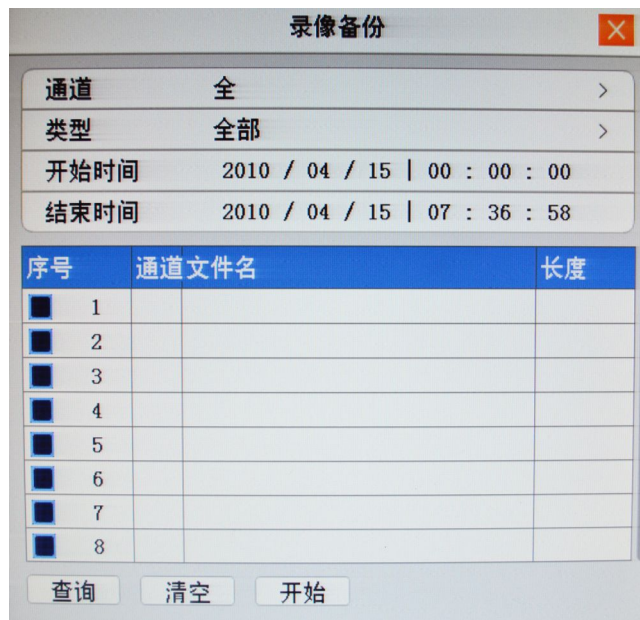 录像备份
通道 全
类型 全部
开始时间 2010 / 04 / 15 | 00 : 00 : 00
结束时间 2010 / 04 / 15 | 07 : 36 : 58
序号 通道 文件名 长度
1
2
3
4
5
6
7
8
查询 清空 开始